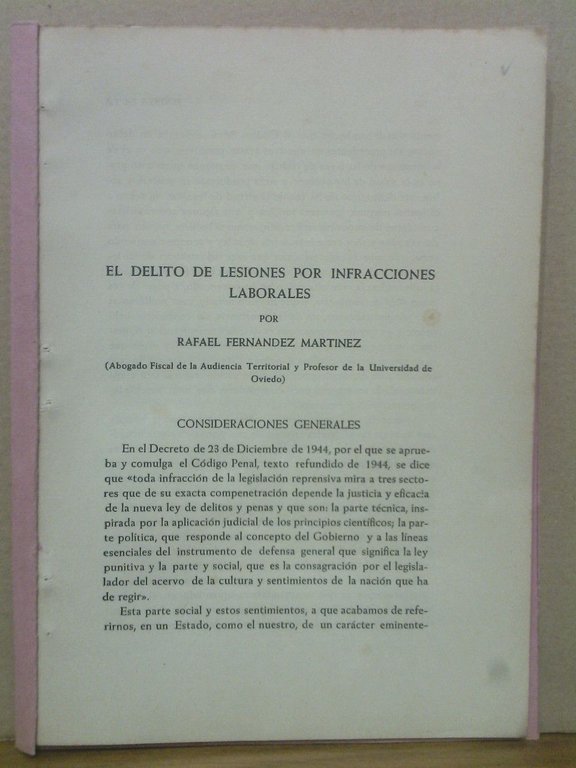 EL DELITO DE LESIONES POR INFRACCIONES
LABORALES
POR
RAFAEL FERNANDEZ MARTINEZ
(Abogado Fiscal de la Audiencia Territorial y Profesor de la Universidad de
Oviedo)
CONSIDERACIONES GENERALES
En el Decreto de 23 de Diciembre de 1944, por el que se aprue-
ba y comulga el Código Penal, texto refundido de 1944, se dice
que «toda infracción de la legislación reprensiva mira a tres secto-
res que de su exacta compenetración depende la justicia y eficacia
de la nueva ley de delitos y penas y que son: la parte técnica, ins-
pirada por la aplicación judicial de los principios científicos; la par-
te política, que responde al concepto del Gobierno y a las líneas
esenciales del instrumento de defensa general que significa la ley
punitiva y la parte y social, que es la consagración por el legisla-
lador del acervo de la cultura y sentimientos de la nación que ha
de regir».
Esta parte social y estos sentimientos, a que acabamos de refe-
rirnos, en un Estado, como el nuestro, de un carácter eminente-